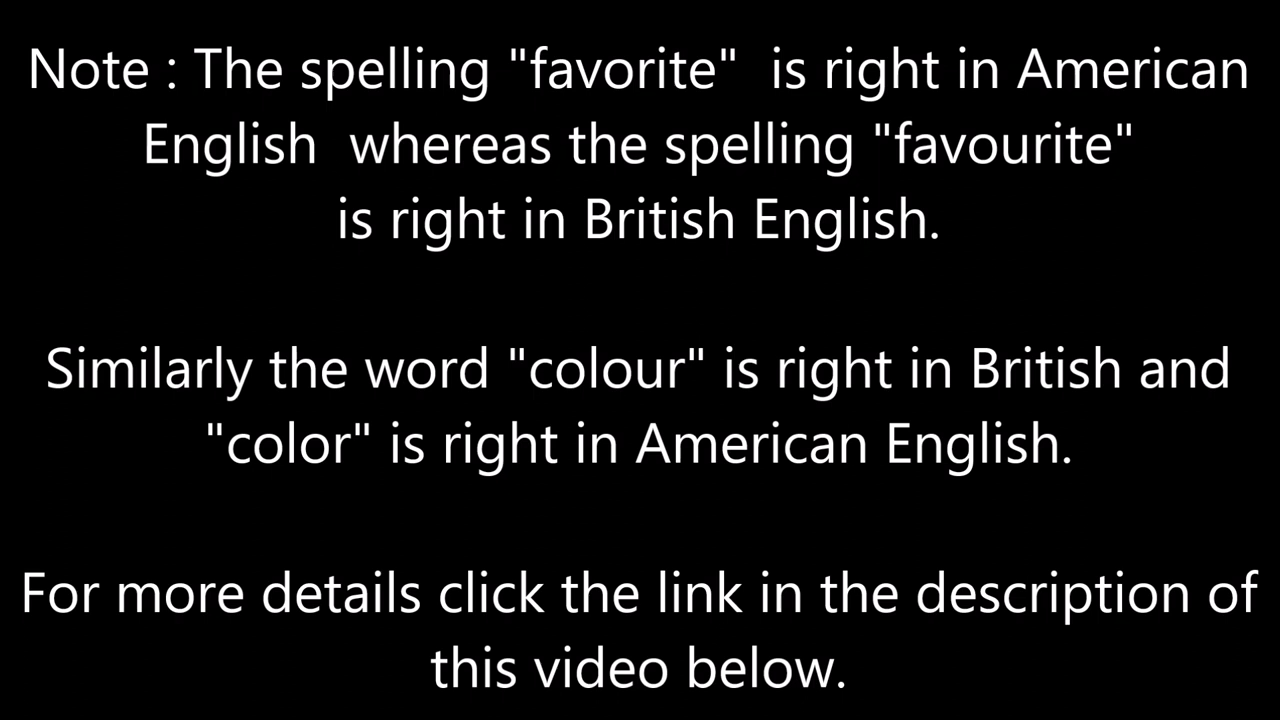 Note : The spelling "favorite"  is right in American
English  whereas the spelling "favourite"
is right in British English.
Similarly the word "colour" is right in British and
"color" is right in American English.
For more details click the link in the description of
this video below.